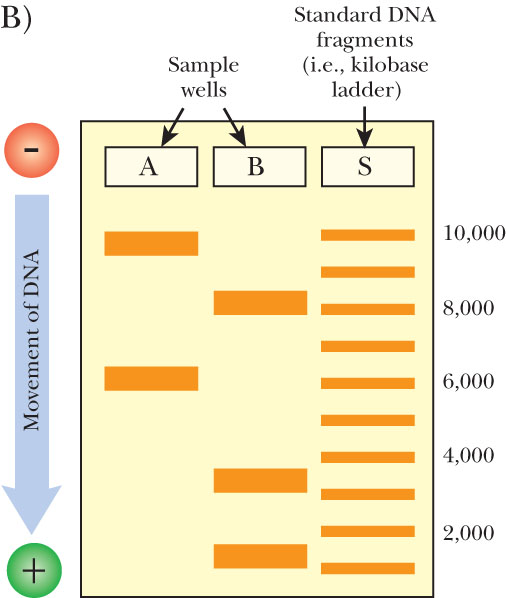 B)
Standard DNA
fragments
(i.e., kilobase
ladder)
Sample
wells
-
A
B
S
Movement of DNA
10,000
8,000
6,000
4,000
2,000
+